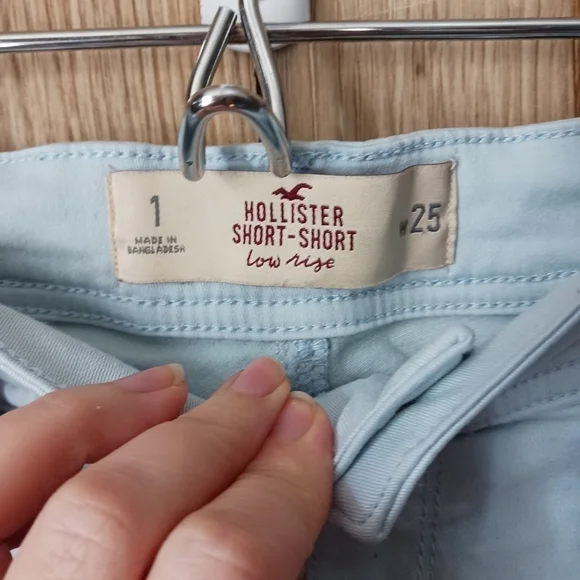 1
MADE IN
BANGLADESH
HOLLISTER
SHORT-SHORT
low rise
W25